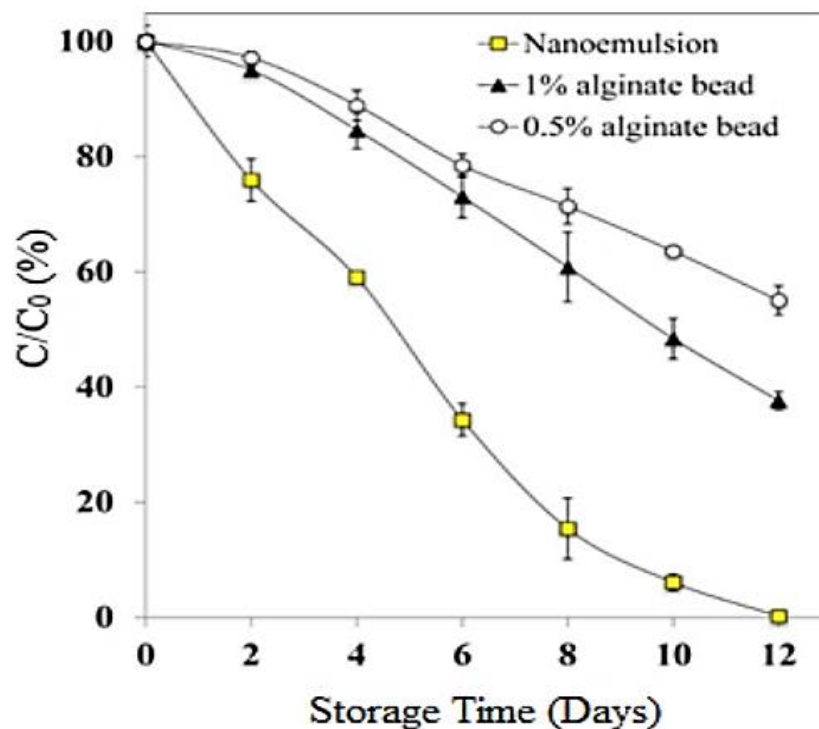 100
80
60
40
20
0
C/C₀ (%)
Nanoemulsion
1% alginate bead
0.5% alginate bead
0 2 4 6 8 10 12
Storage Time (Days)